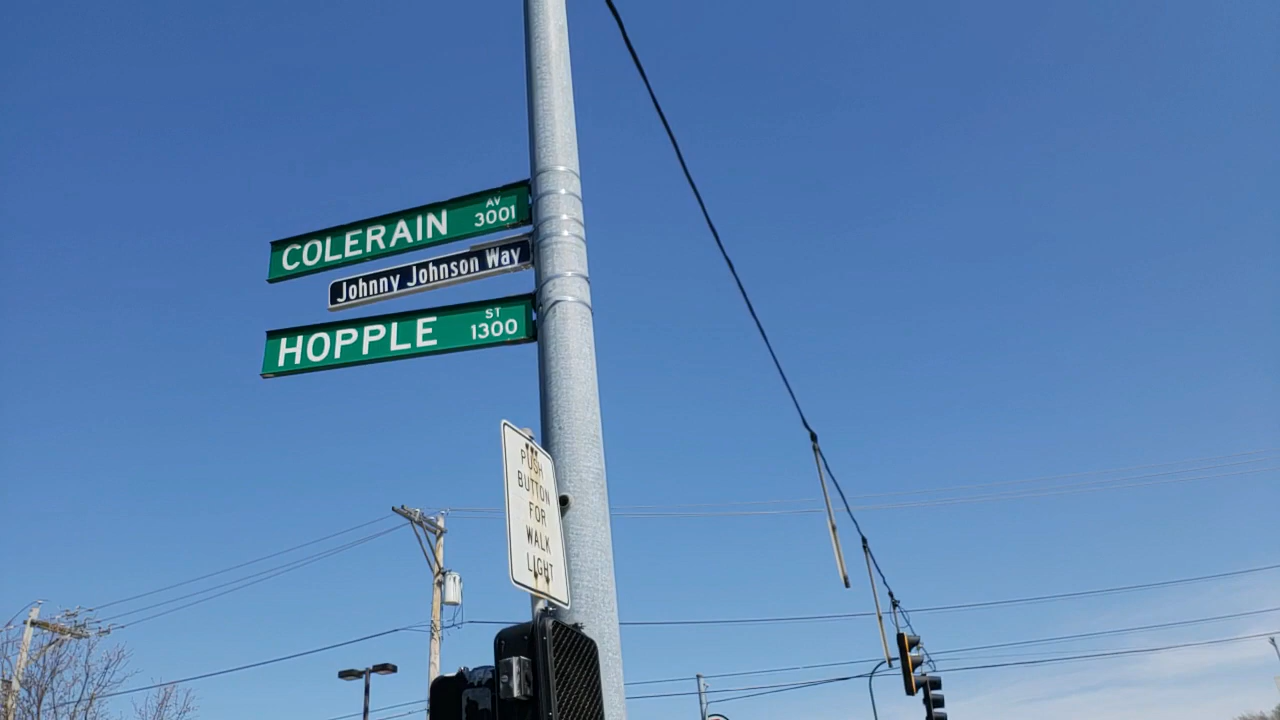 COLERAIN AV 3001
Johnny Johnson Way
HOPPLE ST 1300
PUSH
BUTTON
FOR
WALK
LIGHT